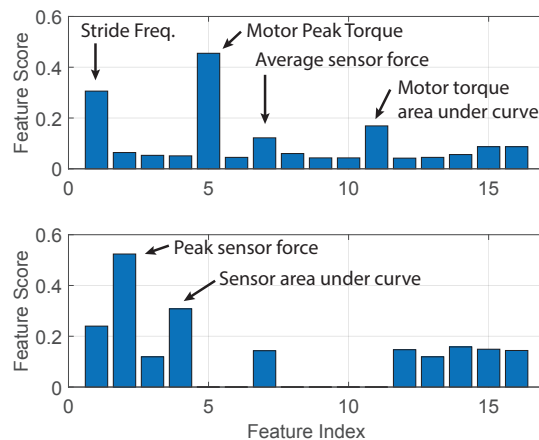 0.6
Stride Freq.
Motor Peak Torque
Average sensor force
0.4
Motor torque
area under curve
0.2
0
Feature Score
0 5 10 15
0.6
Peak sensor force
Sensor area under curve
0.4
0.2
0
Feature Score
0 5 10 15
Feature Index